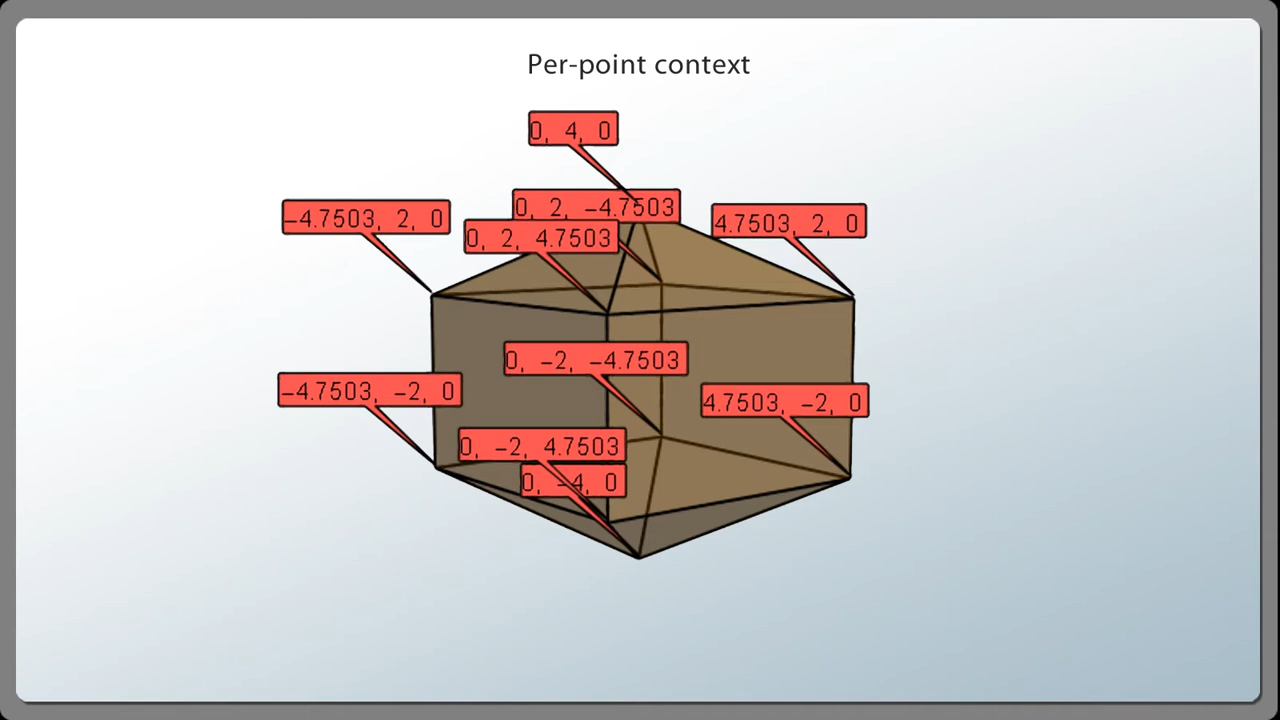 Per-point context
0, 4, 0
0, 2, −4.7503
−4.7503, 2, 0
4.7503, 2, 0
0, 2, 4.7503
0, −2, −4.7503
−4.7503, −2, 0
4.7503, −2, 0
0, −2, 4.7503
0, −4, 0